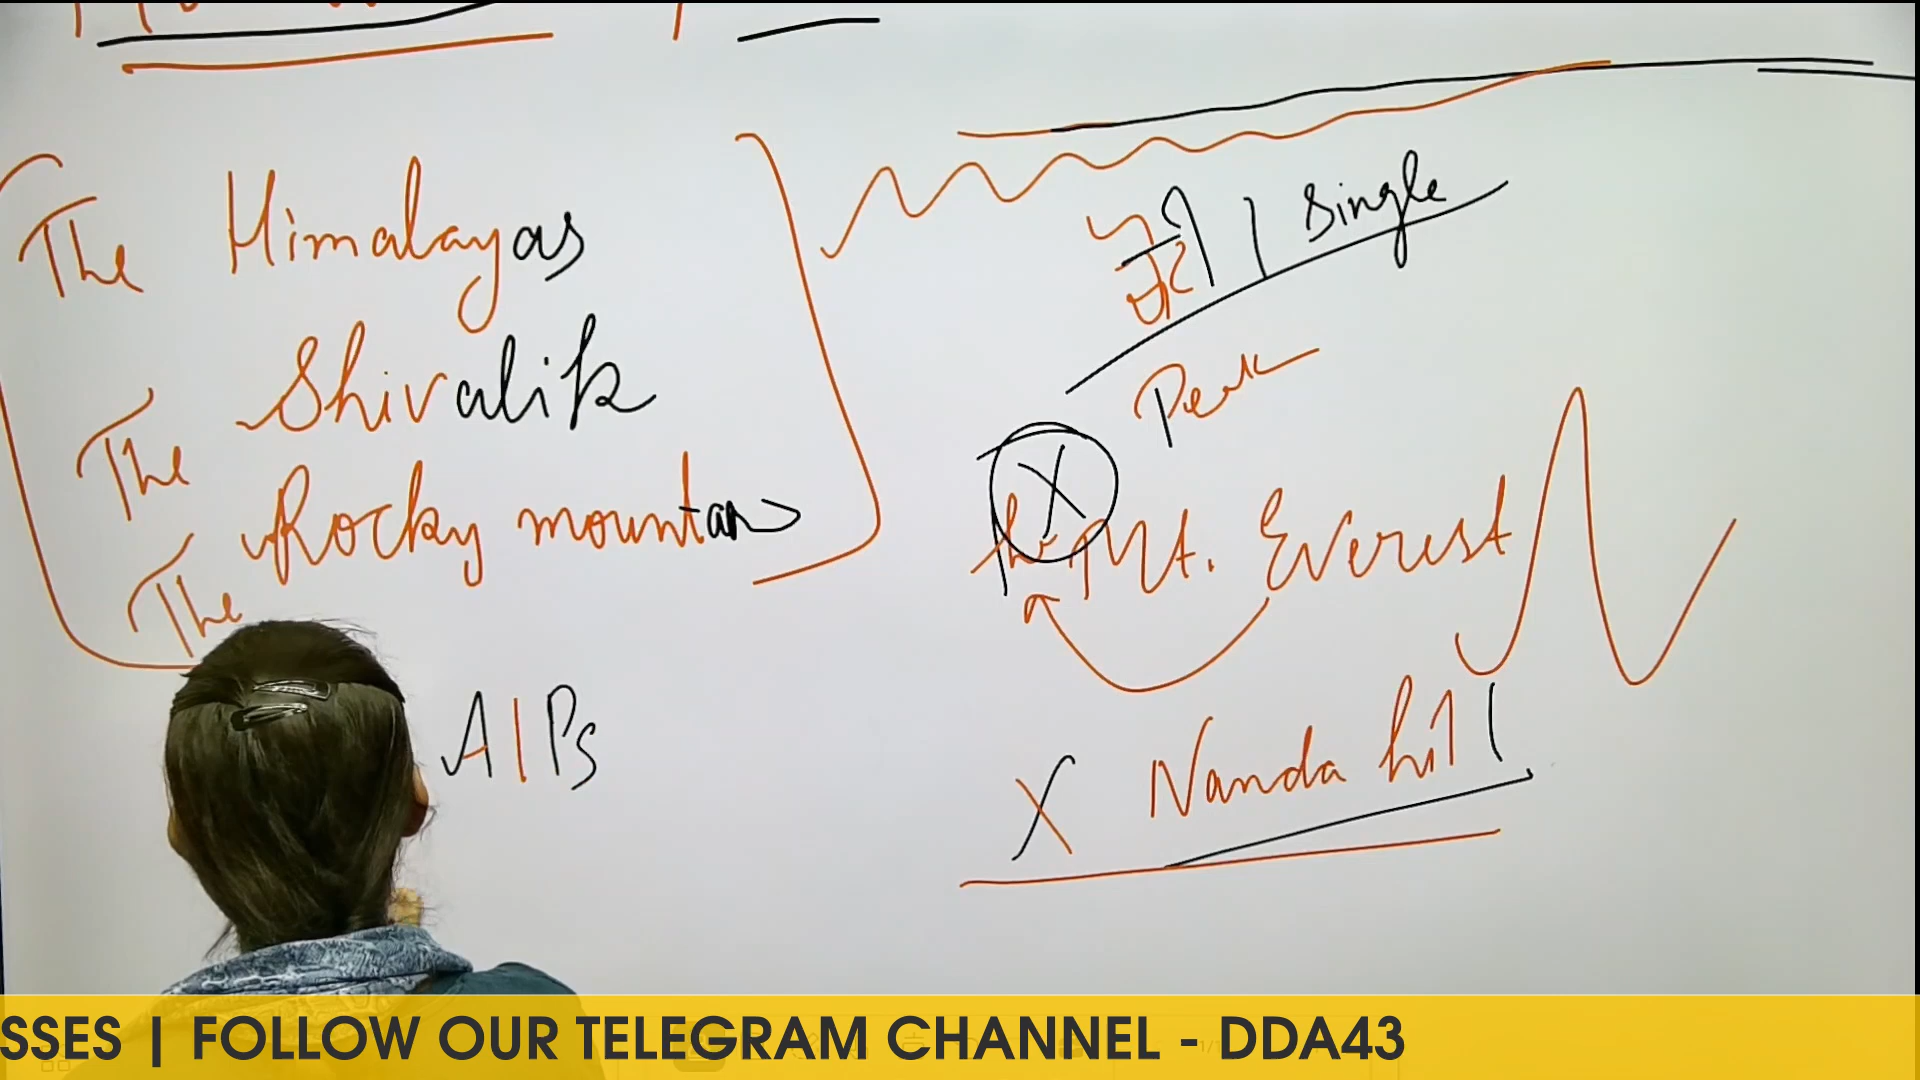 The Himalayas
The Shivalik
The Rocky mountan
The
AlPs
| Single
Peak
X
the Mt. Everest
X Nanda hill
SSES | FOLLOW OUR TELEGRAM CHANNEL - DDA43